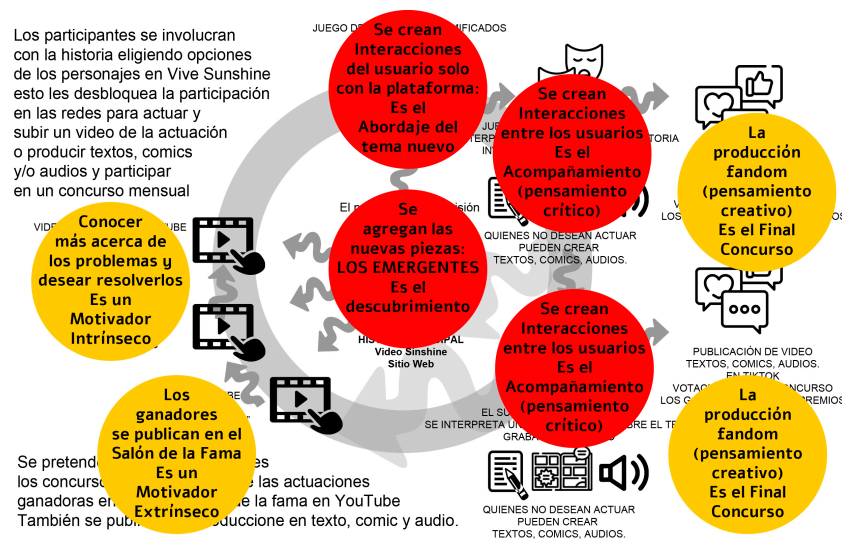 Los participantes se involucran
con la historia eligiendo opciones
de los personajes en Vive Sunshine
esto les desbloquea la participación
en las redes para actuar y
subir un video de la actuación
o producir textos, comics
y/o audios y participar
en un concurso mensual
JUEGO
Se crean
Interacciones
del usuario solo
con la plataforma:
Es el
Abordaje del
tema nuevo
Se crean
Interacciones
entre los usuarios
Es el
Acompañamiento
(pensamiento
crítico)
QUIENES NO DESEAN ACTUAR
PUEDEN CREAR
TEXTOS, COMICS, AUDIOS.
La
producción
fandom
(pensamiento
creativo)
Es el Final
Concurso
Se
agregan las
nuevas piezas:
LOS EMERGENTES
Es el
descubrimiento
Video Sinshine
Sitio Web
Conocer
más acerca de
los problemas y
desear resolverlos
Es un
Motivador
Intrínseco
Los
ganadores
se publican en el
Salón de la Fama
Es un
Motivador
Extrínseco
Se crean
Interacciones
entre los usuarios
Es el
Acompañamiento
(pensamiento
crítico)
PUBLICACIÓN DE VIDEO
TEXTOS, COMICS, AUDIOS.
EN TIKTOK
La
producción
fandom
(pensamiento
creativo)
Es el Final
Concurso
QUIENES NO DESEAN ACTUAR
PUEDEN CREAR
TEXTOS, COMICS, AUDIOS.
Se
los las actuaciones
ganadoras la fama en YouTube
También se en texto, comic y audio.